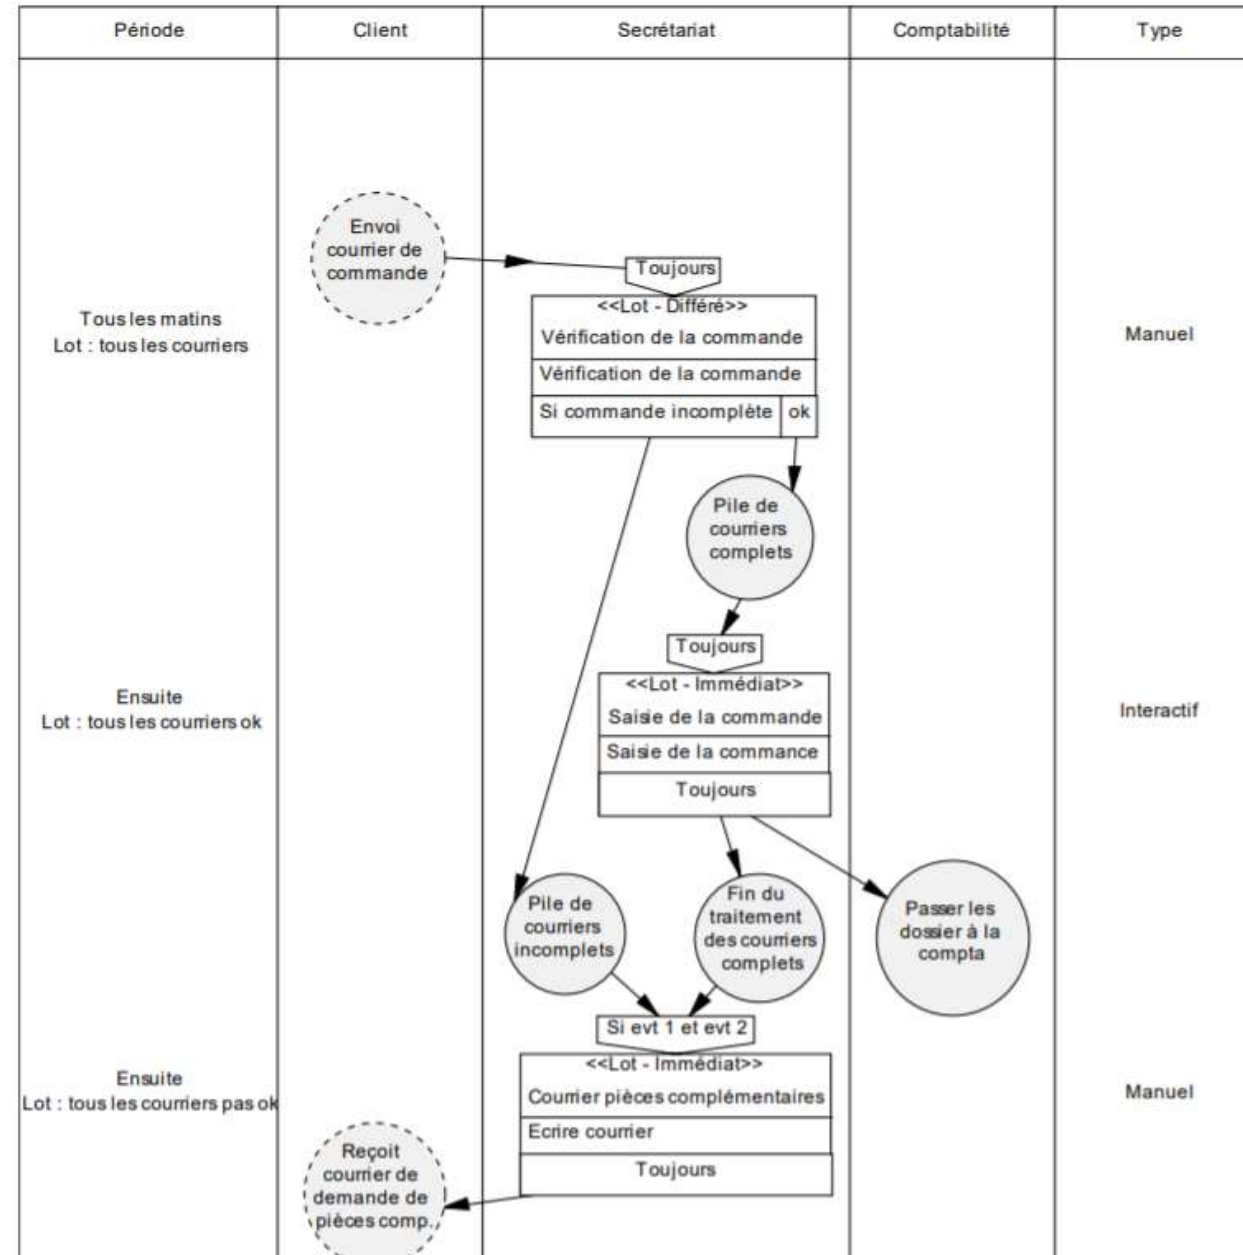 Période
Client
Secrétariat
Comptabilité
Type
Envoi
courrier de
commande
Toujours
<<Lot - Différé>>
Tous les matins
Lot : tous les courriers
Vérification de la commande
Manuel
Vérification de la commande
Si commande incomplète
ok
Pile de
courriers
complets
Toujours
<<Lot - Immédiat>>
Ensuite
Lot : tous les courriers ok
Saisie de la commande
Interactif
Saisie de la commance
Toujours
Pile de
courriers
incomplets
Fin du
traitement
des courriers
complets
Passer les
dossier à la
compta
Si evt 1 et evt 2
<<Lot - Immédiat>>
Ensuite
Lot : tous les courriers pas ok
Courrier pièces complémentaires
Manuel
Ecrire courrier
Toujours
Reçoit
courrier de
demande de
pièces comp.